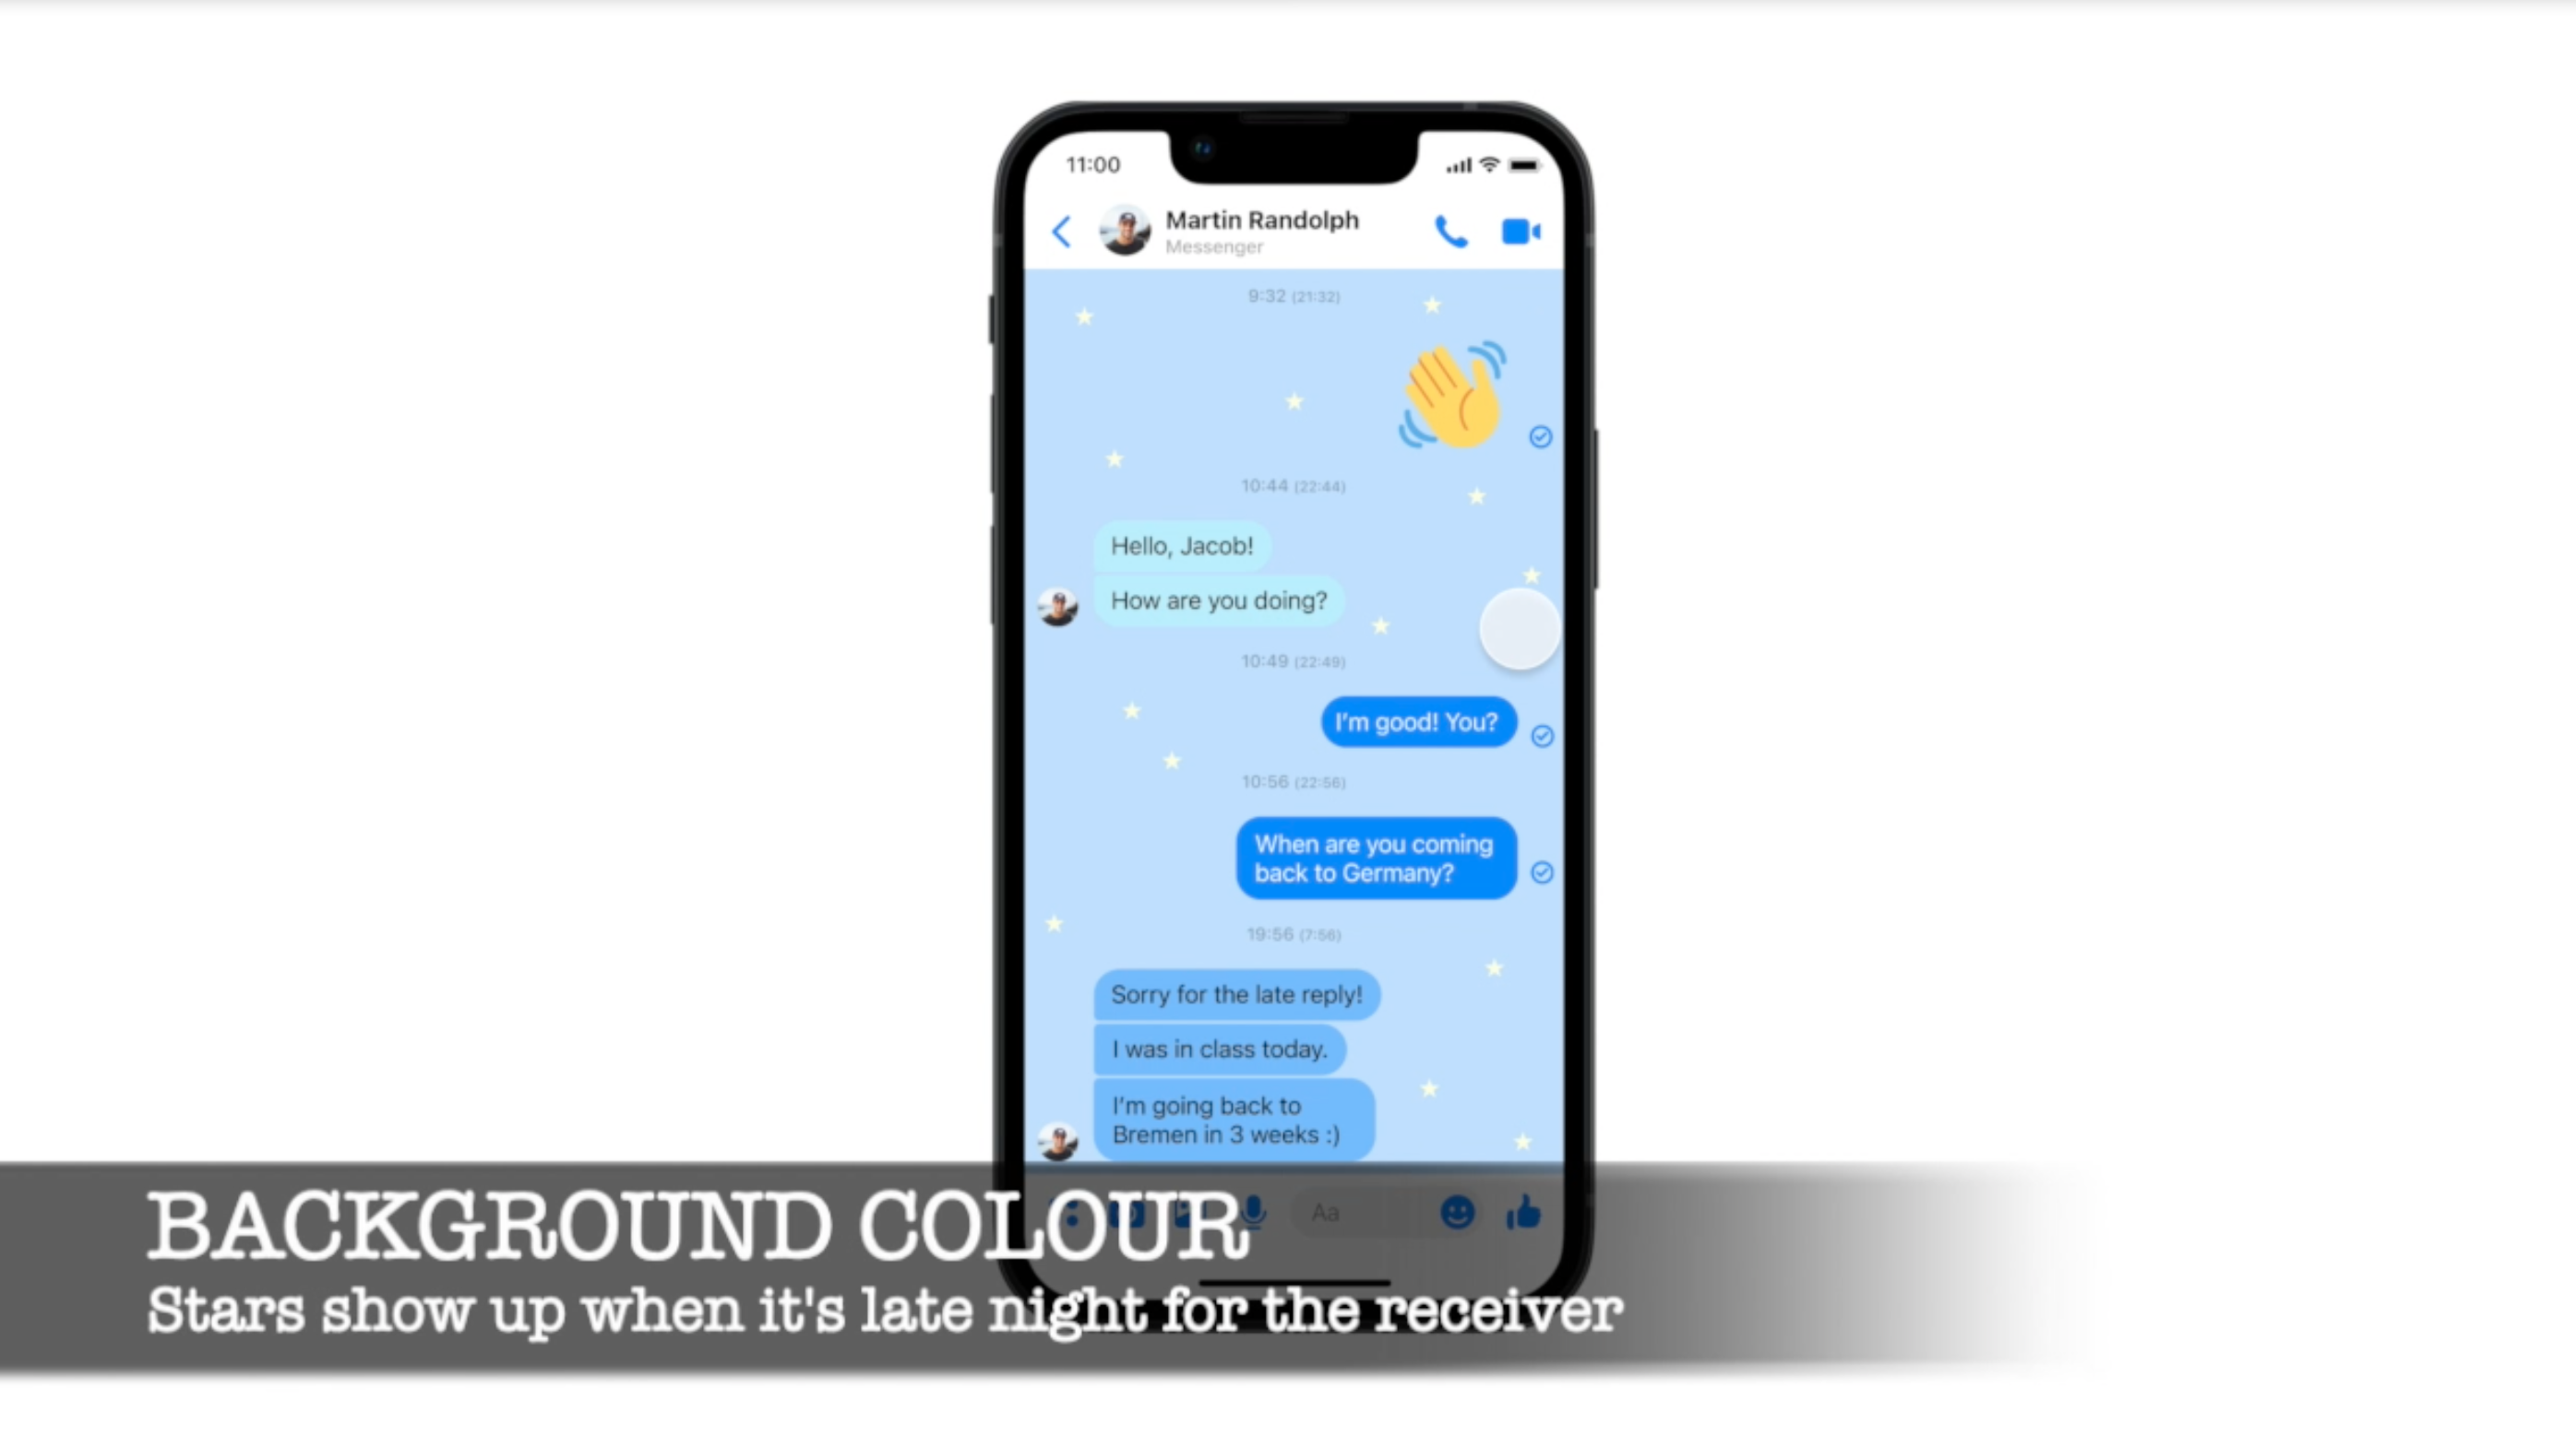 11:00
Martin Randolph
Messenger
9:32 (21:32)
10:44 (22:44)
Hello, Jacob!
How are you doing?
10:49 (22:49)
I'm good! You?
10:56 (22:56)
When are you coming
back to Germany?
19:56 (7:56)
Sorry for the late reply!
I was in class today.
I'm going back to
Bremen in 3 weeks :)
Aa
BACKGROUND COLOUR
Stars show up when it's late night for the receiver